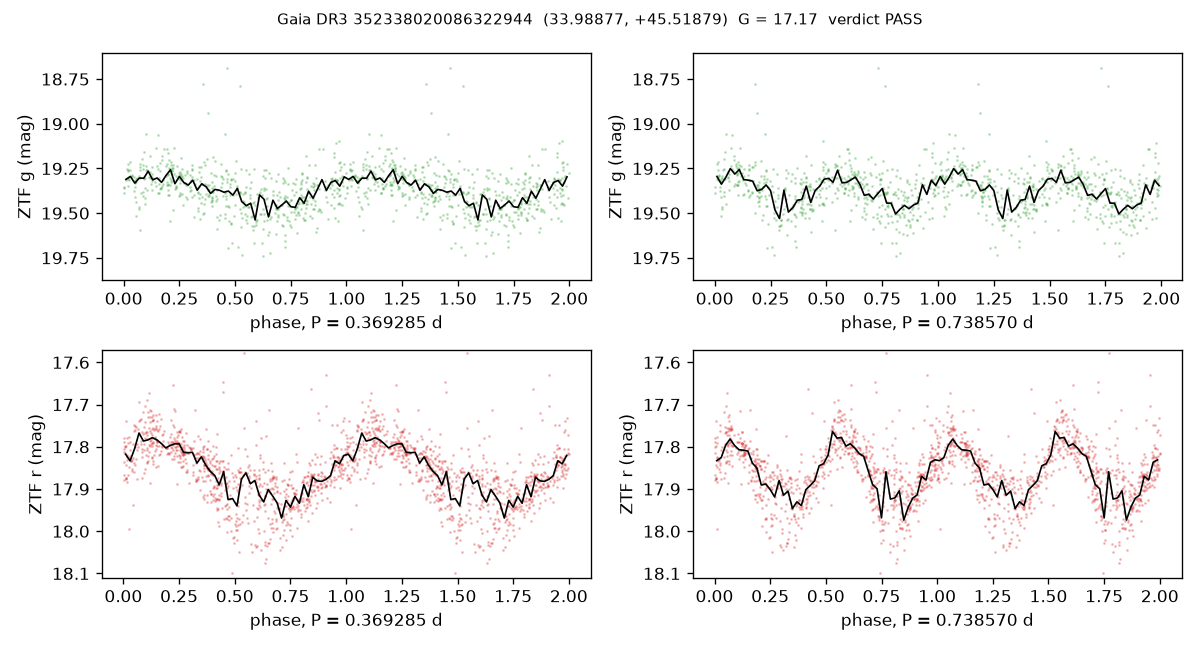 Gaia DR3 352338020086322944  (33.98877, +45.51879)  G = 17.17  verdict PASS
ZTF g (mag)
18.75
19.00
19.25
19.50
19.75
0.00 0.25 0.50 0.75 1.00 1.25 1.50 1.75 2.00
phase, P = 0.369285 d
ZTF g (mag)
18.75
19.00
19.25
19.50
19.75
0.00 0.25 0.50 0.75 1.00 1.25 1.50 1.75 2.00
phase, P = 0.738570 d
ZTF r (mag)
17.6
17.7
17.8
17.9
18.0
18.1
0.00 0.25 0.50 0.75 1.00 1.25 1.50 1.75 2.00
phase, P = 0.369285 d
ZTF r (mag)
17.6
17.7
17.8
17.9
18.0
18.1
0.00 0.25 0.50 0.75 1.00 1.25 1.50 1.75 2.00
phase, P = 0.738570 d